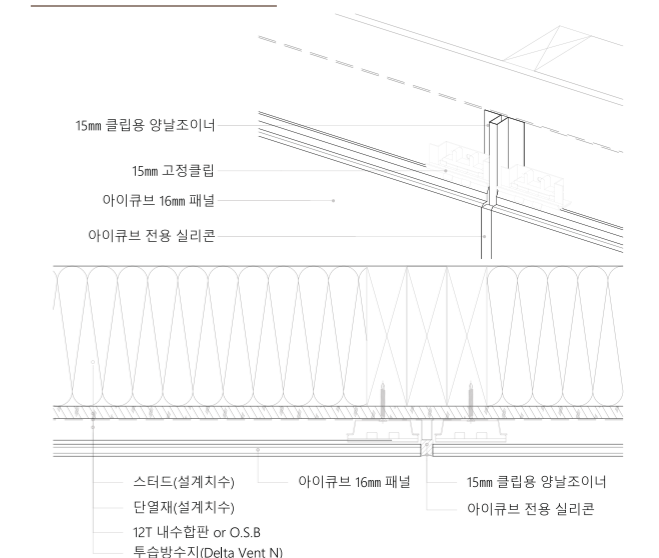 15㎜ 클립용 양날조이너
15㎜ 고정클립
아이큐브 16㎜ 패널
아이큐브 전용 실리콘
스터드(설계치수)
단열재(설계치수)
12T 내수합판 or O.S.B
투습방수지(Delta Vent N)
아이큐브 16㎜ 패널
15㎜ 클립용 양날조이너
아이큐브 전용 실리콘